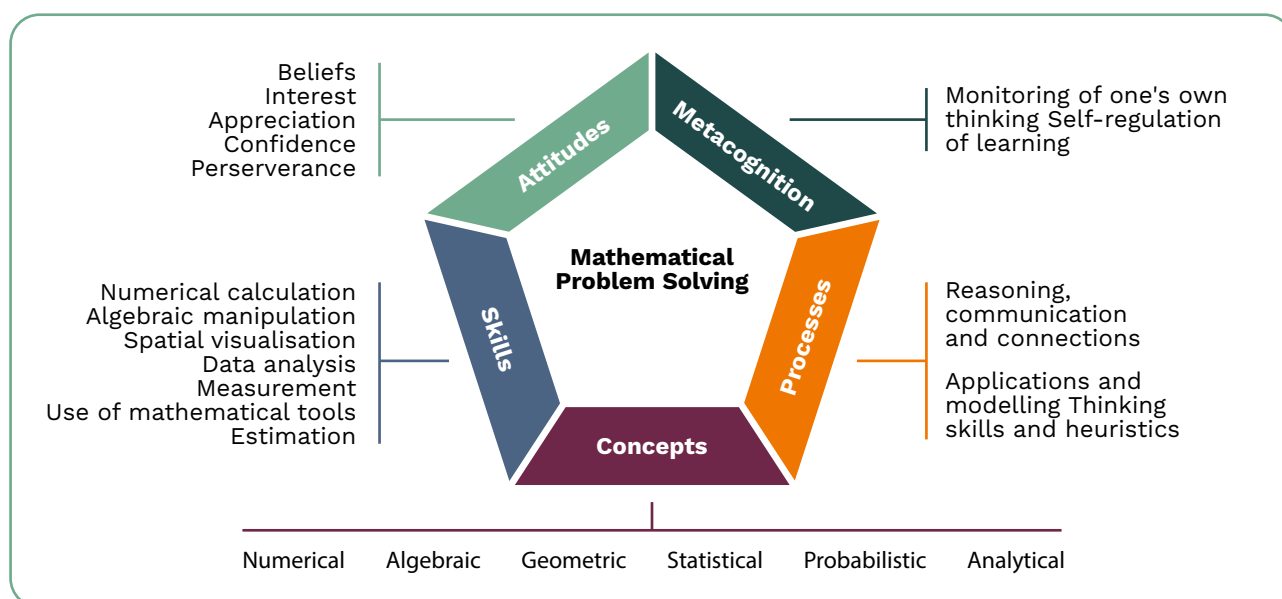 Beliefs
Interest
Appreciation
Confidence
Perserverance
Attitudes
Metacognition
Monitoring of one's own
thinking Self-regulation
of learning
Mathematical
Problem Solving
Numerical calculation
Algebraic manipulation
Spatial visualisation
Data analysis
Measurement
Use of mathematical tools
Estimation
Skills
Processes
Reasoning,
communication
and connections
Applications and
modelling Thinking
skills and heuristics
Concepts
Numerical Algebraic Geometric Statistical Probabilistic Analytical